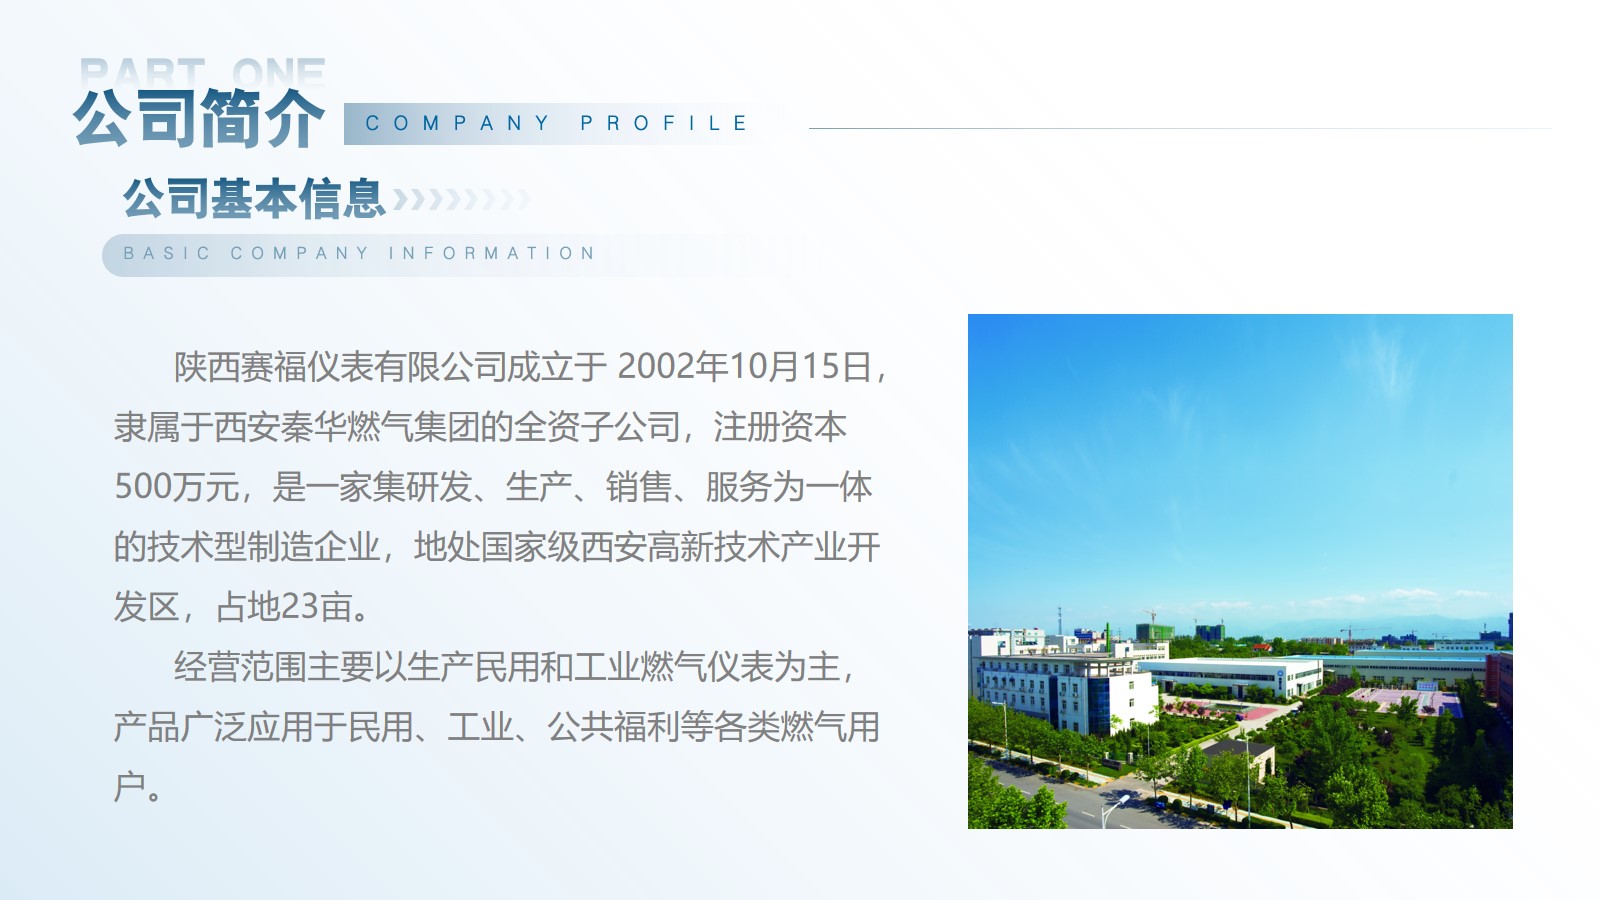 PART ONE
公司简介
COMPANY PROFILE
公司基本信息
BASIC COMPANY INFORMATION
陕西赛福仪表有限公司成立于 2002年10月15日，
隶属于西安秦华燃气集团的全资子公司，注册资本
500万元，是一家集研发、生产、销售、服务为一体
的技术型制造企业，地处国家级西安高新技术产业开
发区，占地23亩。
经营范围主要以生产民用和工业燃气仪表为主，
产品广泛应用于民用、工业、公共福利等各类燃气用
户。